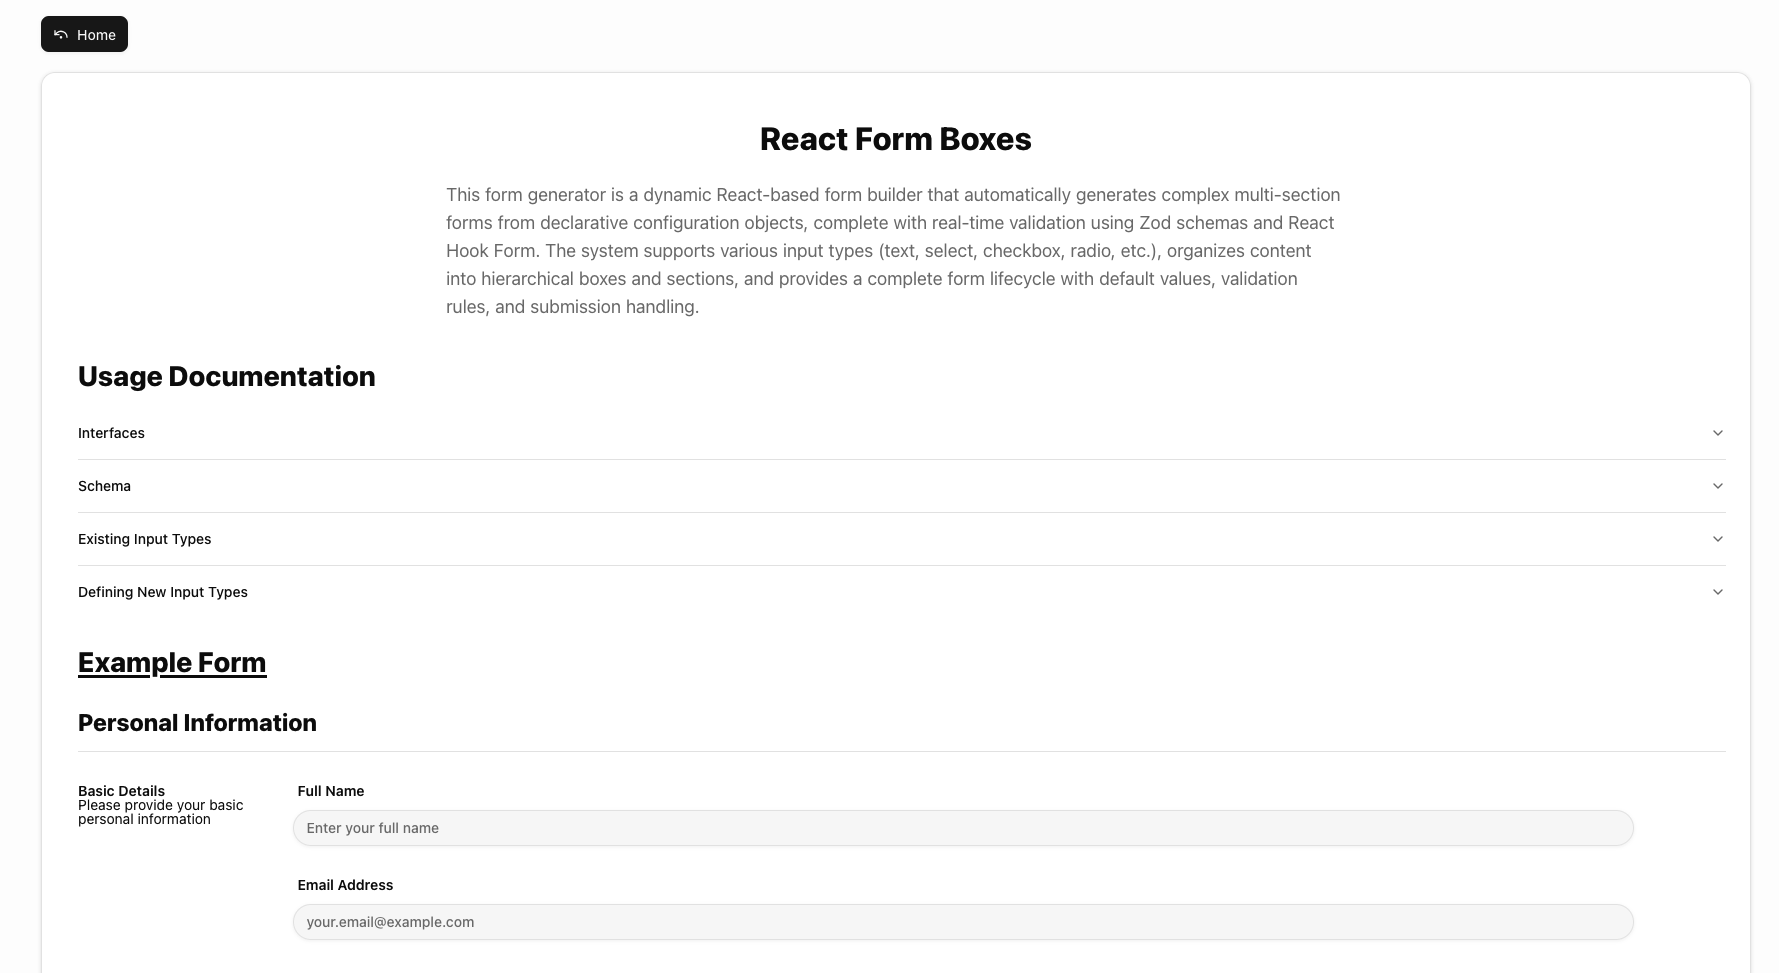 Home
React Form Boxes
This form generator is a dynamic React-based form builder that automatically generates complex multi-section
forms from declarative configuration objects, complete with real-time validation using Zod schemas and React
Hook Form. The system supports various input types (text, select, checkbox, radio, etc.), organizes content
into hierarchical boxes and sections, and provides a complete form lifecycle with default values, validation
rules, and submission handling.
Usage Documentation
Interfaces
Schema
Existing Input Types
Defining New Input Types
Example Form
Personal Information
Basic Details
Please provide your basic
personal information
Full Name
Enter your full name
Email Address
your.email@example.com